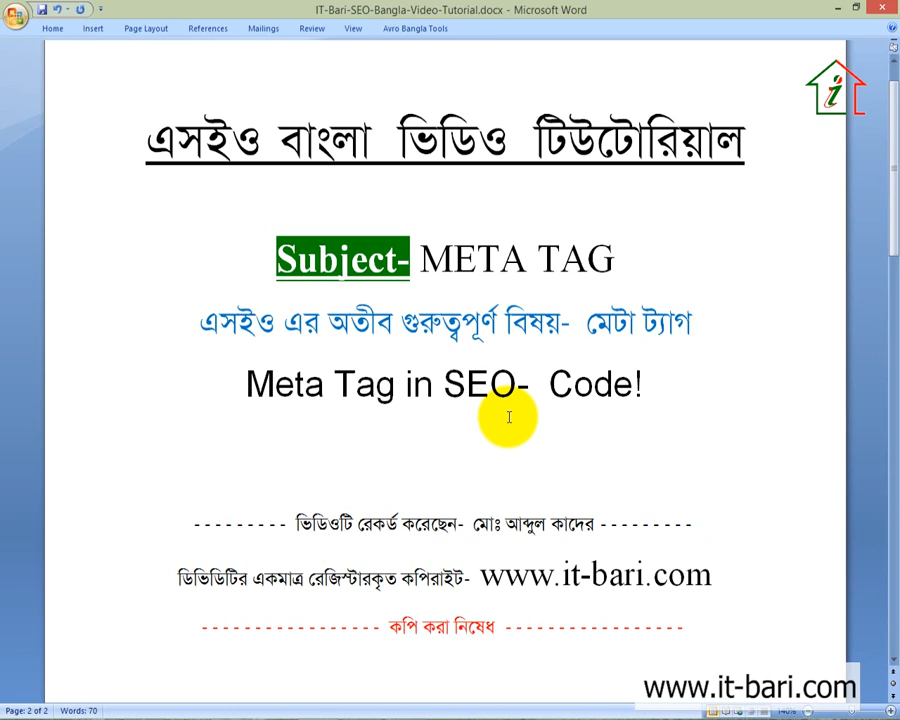 IT-Bari-SEO-Bangla-Video-Tutorial.docx - Microsoft Word
Home Insert Page Layout References Mailings Review View Avro Bangla Tools
এসইও বাংলা ভিডিও টিউটোরিয়াল
Subject- META TAG
এসইও এর অতীব গুরুত্বপূর্ণ বিষয়- মেটা ট্যাগ
Meta Tag in SEO- Code!
--------- ভিডিওটি রেকর্ড করেছেন- মোঃ আব্দুল কাদের ---------
ডিভিডিটির একমাত্র রেজিস্টারকৃত কপিরাইট- www.it-bari.com
----------------- কপি করা নিষেধ -----------------
www.it-bari.com
Page: 2 of 2 Words: 70 140%